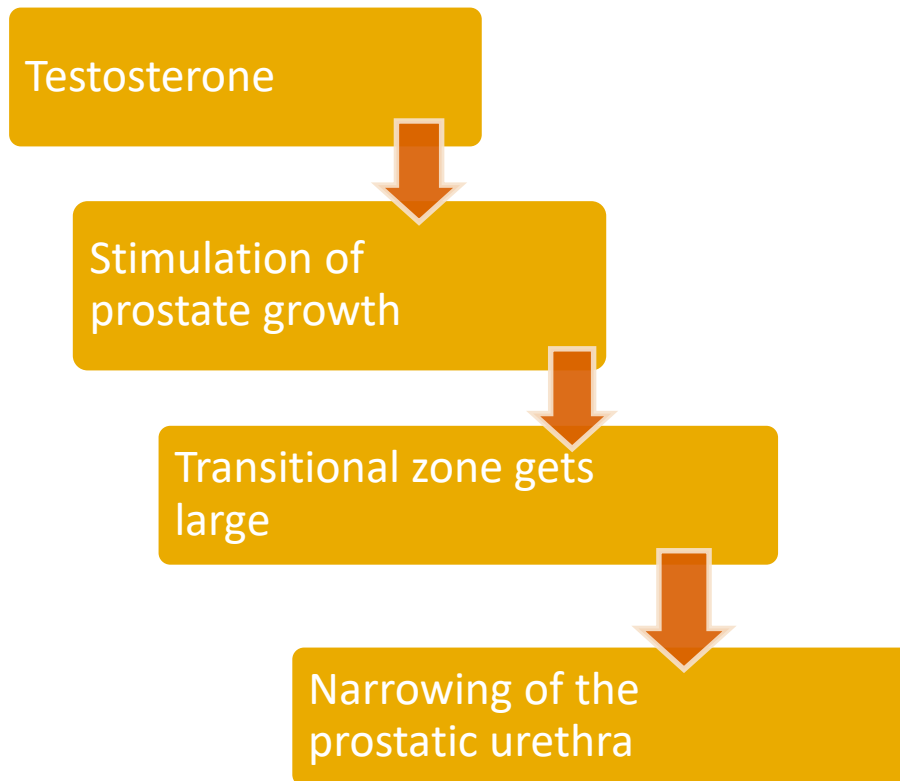 Testosterone
Stimulation of
prostate growth
Transitional zone gets
large
Narrowing of the
prostatic urethra